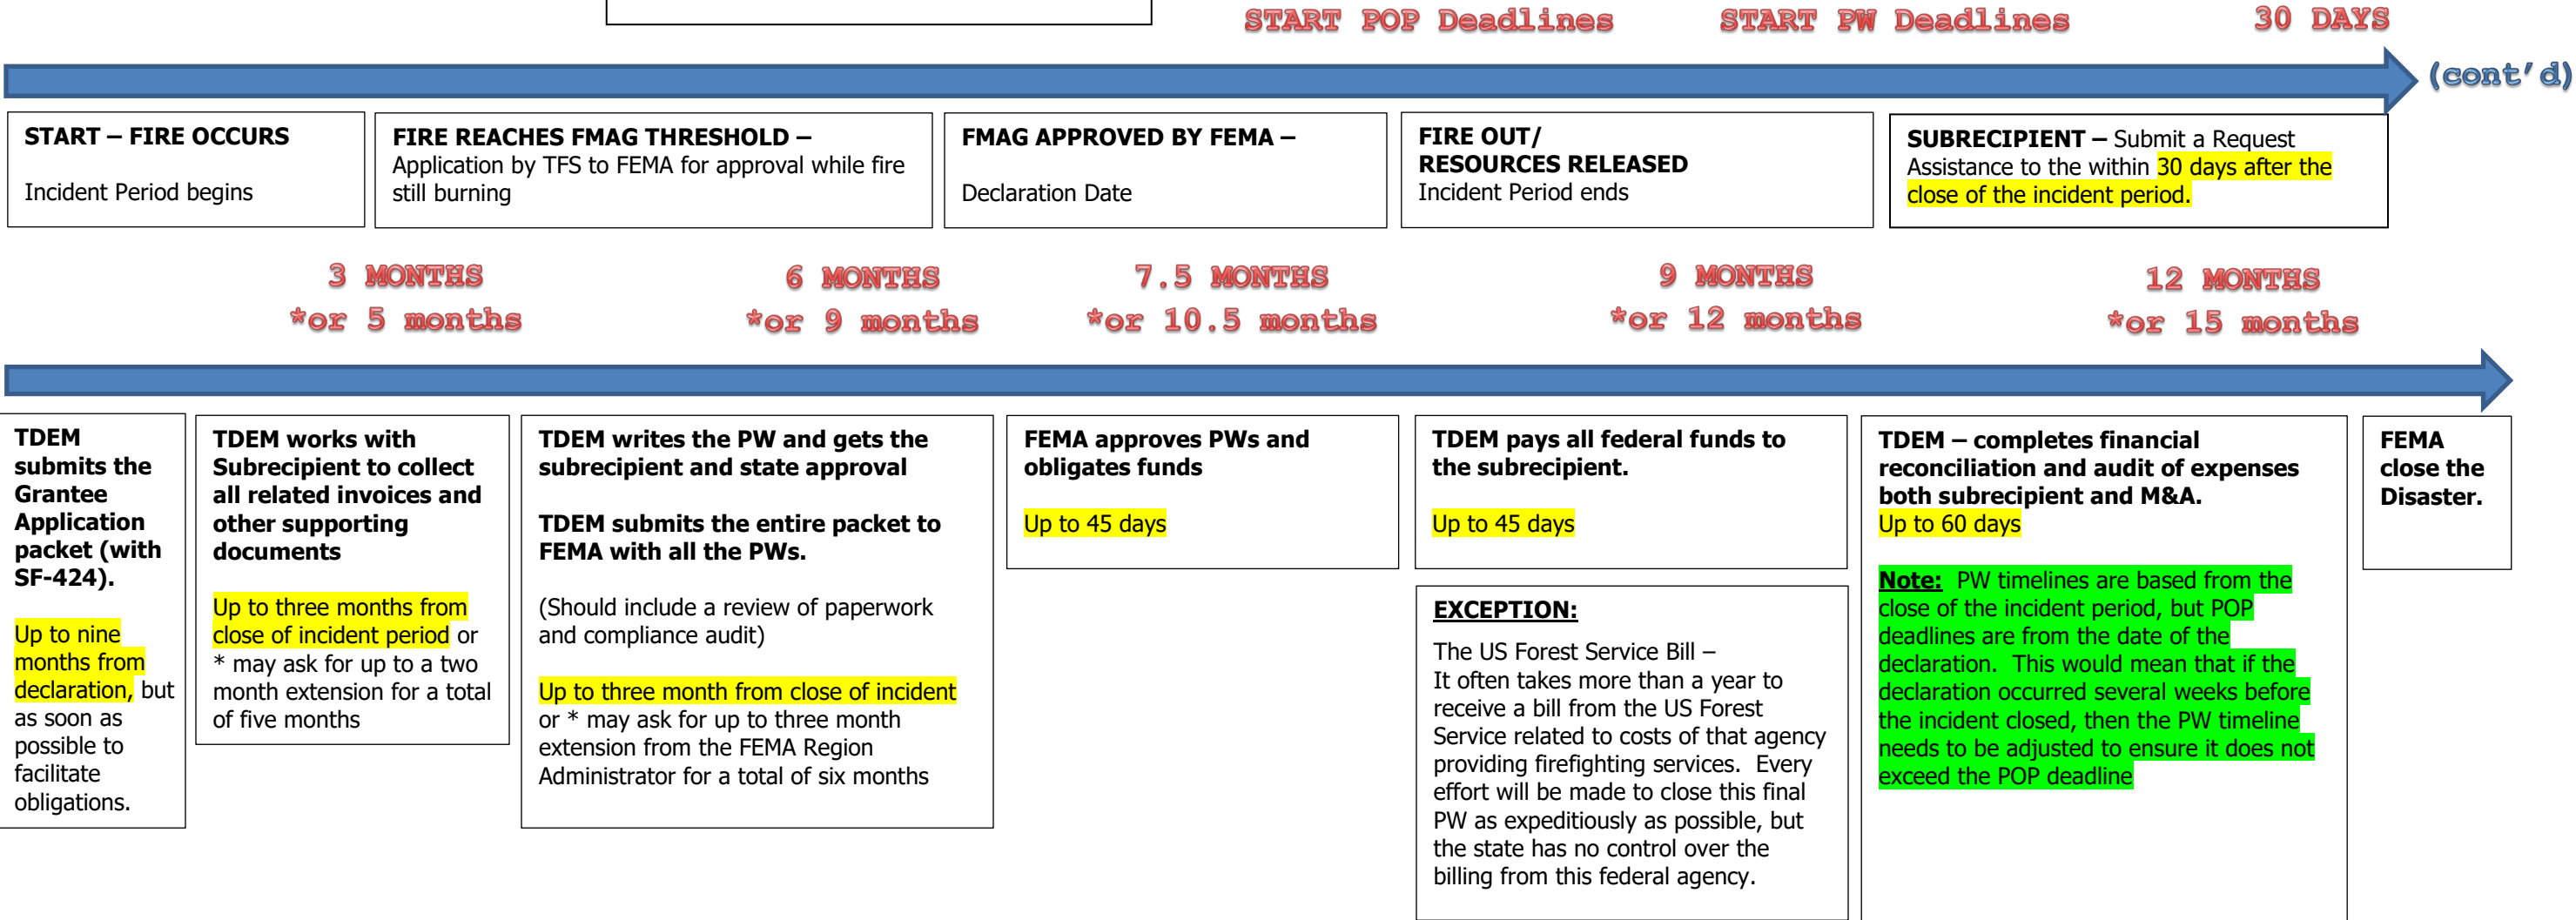 START POP Deadlines
START PW Deadlines
30 DAYS
(cont'd)
START – FIRE OCCURS
Incident Period begins
FIRE REACHES FMAG THRESHOLD –
Application by TFS to FEMA for approval while fire
still burning
FMAG APPROVED BY FEMA –
Declaration Date
FIRE OUT/
RESOURCES RELEASED
Incident Period ends
SUBRECIPIENT – Submit a Request
Assistance to the within 30 days after the
close of the incident period.
3 MONTHS
*or 5 months
6 MONTHS
*or 9 months
7.5 MONTHS
*or 10.5 months
9 MONTHS
*or 12 months
12 MONTHS
*or 15 months
TDEM
submits the
Grantee
Application
packet (with
SF-424).
Up to nine
months from
declaration, but
as soon as
possible to
facilitate
obligations.
TDEM works with
Subrecipient to collect
all related invoices and
other supporting
documents
Up to three months from
close of incident period or
* may ask for up to a two
month extension for a total
of five months
TDEM writes the PW and gets the
subrecipient and state approval
TDEM submits the entire packet to
FEMA with all the PWs.
(Should include a review of paperwork
and compliance audit)
Up to three month from close of incident
or * may ask for up to three month
extension from the FEMA Region
Administrator for a total of six months
FEMA approves PWs and
obligates funds
Up to 45 days
TDEM pays all federal funds to
the subrecipient.
Up to 45 days
EXCEPTION:
The US Forest Service Bill –
It often takes more than a year to
receive a bill from the US Forest
Service related to costs of that agency
providing firefighting services.  Every
effort will be made to close this final
PW as expeditiously as possible, but
the state has no control over the
billing from this federal agency.
TDEM – completes financial
reconciliation and audit of expenses
both subrecipient and M&A.
Up to 60 days
Note:  PW timelines are based from the
close of the incident period, but POP
deadlines are from the date of the
declaration.  This would mean that if the
declaration occurred several weeks before
the incident closed, then the PW timeline
needs to be adjusted to ensure it does not
exceed the POP deadline
FEMA
close the
Disaster.